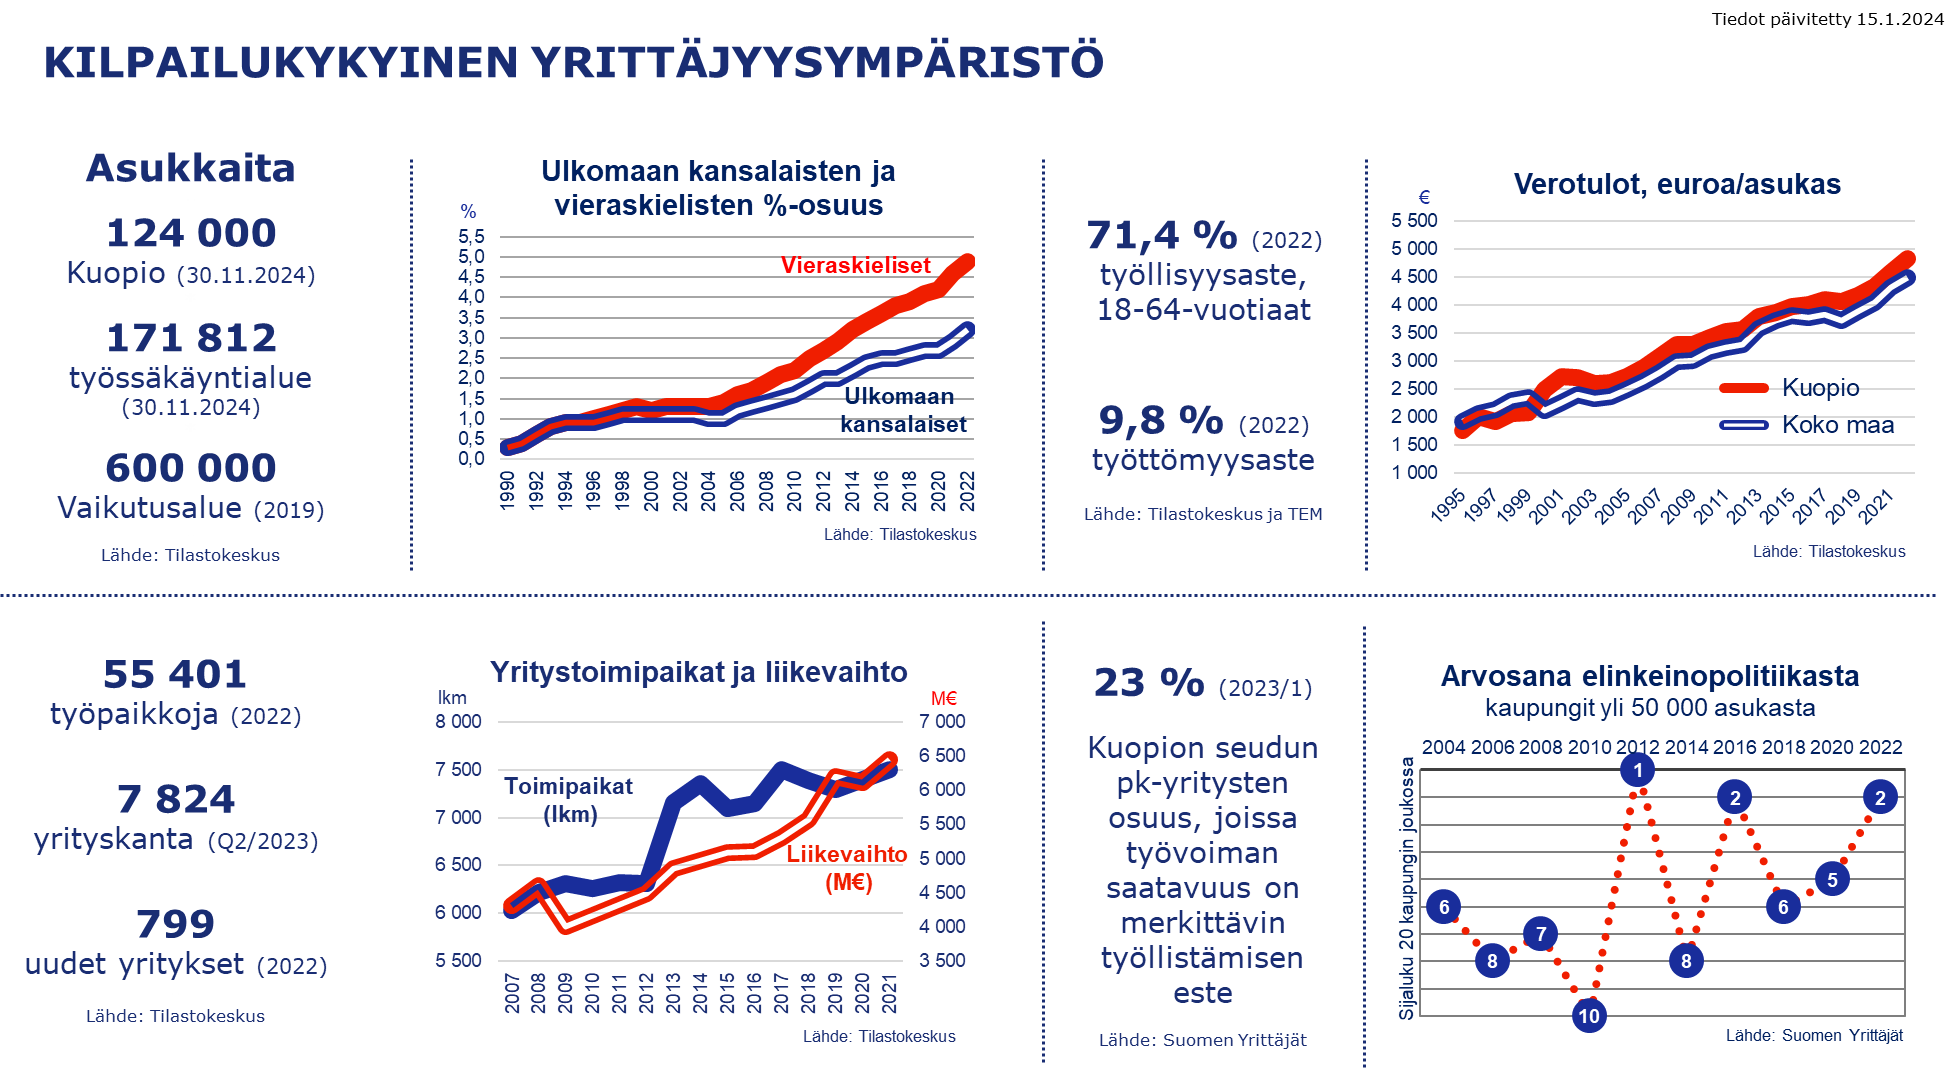 Tiedot päivitetty 15.1.2024
KILPAILUKYKYINEN YRITTÄJYYSYMPÄRISTÖ
Asukkaita
124 000
Kuopio (30.11.2024)
171 812
työssäkäyntialue
(30.11.2024)
600 000
Vaikutusalue (2019)
Lähde: Tilastokeskus
Ulkomaan kansalaisten ja
vieraskielisten %-osuus
%
5,5
5,0
4,5
4,0
3,5
3,0
2,5
2,0
1,5
1,0
0,5
0,0
Vieraskieliset
Ulkomaan
kansalaiset
1990 1992 1994 1996 1998 2000 2002 2004 2006 2008 2010 2012 2014 2016 2018 2020 2022
Lähde: Tilastokeskus
71,4 % (2022)
työllisyysaste,
18-64-vuotiaat
9,8 % (2022)
työttömyysaste
Lähde: Tilastokeskus ja TEM
Verotulot, euroa/asukas
€
5 500
5 000
4 500
4 000
3 500
3 000
2 500
2 000
1 500
1 000
Kuopio
Koko maa
1995 1997 1999 2001 2003 2005 2007 2009 2011 2013 2015 2017 2019 2021
Lähde: Tilastokeskus
55 401
työpaikkoja (2022)
7 824
yrityskanta (Q2/2023)
799
uudet yritykset (2022)
Lähde: Tilastokeskus
Yritystoimipaikat ja liikevaihto
lkm
8 000
7 500
7 000
6 500
6 000
5 500
M€
7 000
6 500
6 000
5 500
5 000
4 500
4 000
3 500
Toimipaikat
(lkm)
Liikevaihto
(M€)
2007 2008 2009 2010 2011 2012 2013 2014 2015 2016 2017 2018 2019 2020 2021
Lähde: Tilastokeskus
23 % (2023/1)
Kuopion seudun
pk-yritysten
osuus, joissa
työvoiman
saatavuus on
merkittävin
työllistämisen
este
Lähde: Suomen Yrittäjät
Arvosana elinkeinopolitiikasta
kaupungit yli 50 000 asukasta
2004 2006 2008 2010 2012 2014 2016 2018 2020 2022
Sijaluku 20 kaupungin joukossa
6 8 7 10 1 8 2 6 5 2
Lähde: Suomen Yrittäjät